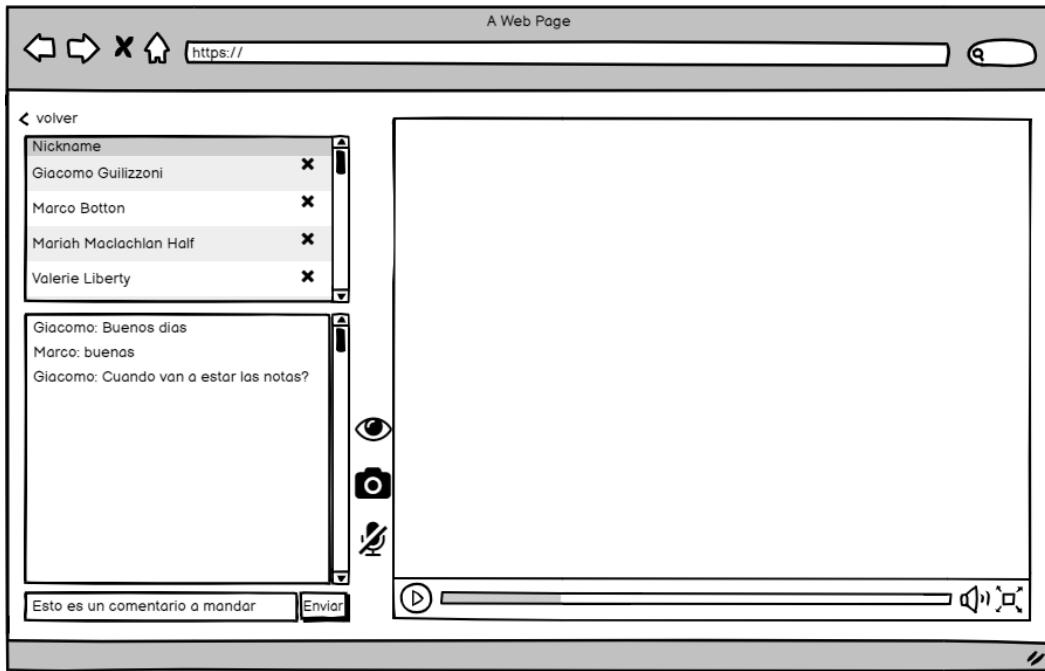 A Web Page
https://
volver
Nickname
Giacomo Guilizzoni
Marco Botton
Mariah Maclachlan Half
Valerie Liberty
Giacomo: Buenos dias
Marco: buenas
Giacomo: Cuando van a estar las notas?
Esto es un comentario a mandar
Enviar